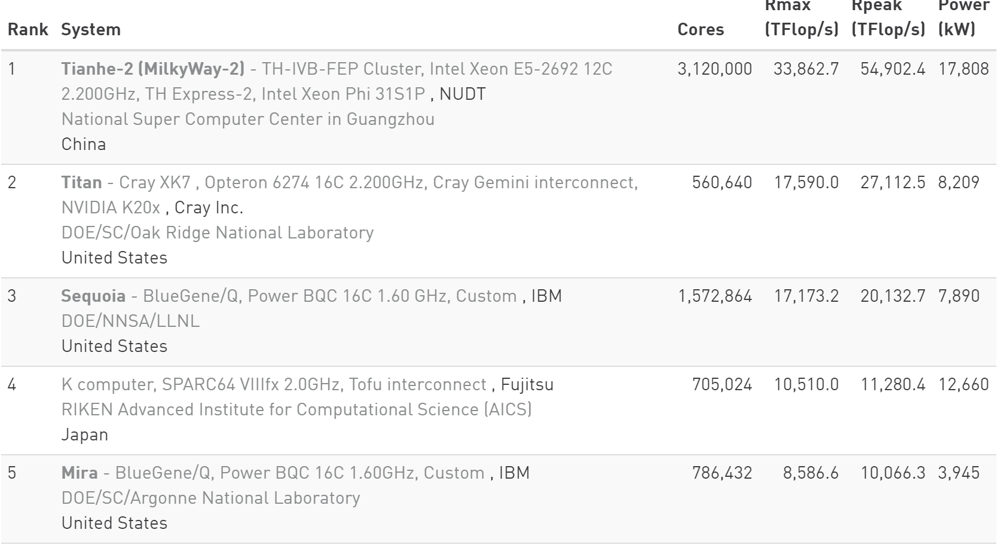 Rmax Rpeak Power
Rank System Cores (TFlop/s) (TFlop/s) (kW)
1 Tianhe-2 (MilkyWay-2) - TH-IVB-FEP Cluster, Intel Xeon E5-2692 12C 3,120,000 33,862.7 54,902.4 17,808
2.200GHz, TH Express-2, Intel Xeon Phi 31S1P , NUDT
National Super Computer Center in Guangzhou
China
2 Titan - Cray XK7 , Opteron 6274 16C 2.200GHz, Cray Gemini interconnect, 560,640 17,590.0 27,112.5 8,209
NVIDIA K20x , Cray Inc.
DOE/SC/Oak Ridge National Laboratory
United States
3 Sequoia - BlueGene/Q, Power BQC 16C 1.60 GHz, Custom , IBM 1,572,864 17,173.2 20,132.7 7,890
DOE/NNSA/LLNL
United States
4 K computer, SPARC64 VIIIfx 2.0GHz, Tofu interconnect , Fujitsu 705,024 10,510.0 11,280.4 12,660
RIKEN Advanced Institute for Computational Science (AICS)
Japan
5 Mira - BlueGene/Q, Power BQC 16C 1.60GHz, Custom , IBM 786,432 8,586.6 10,066.3 3,945
DOE/SC/Argonne National Laboratory
United States